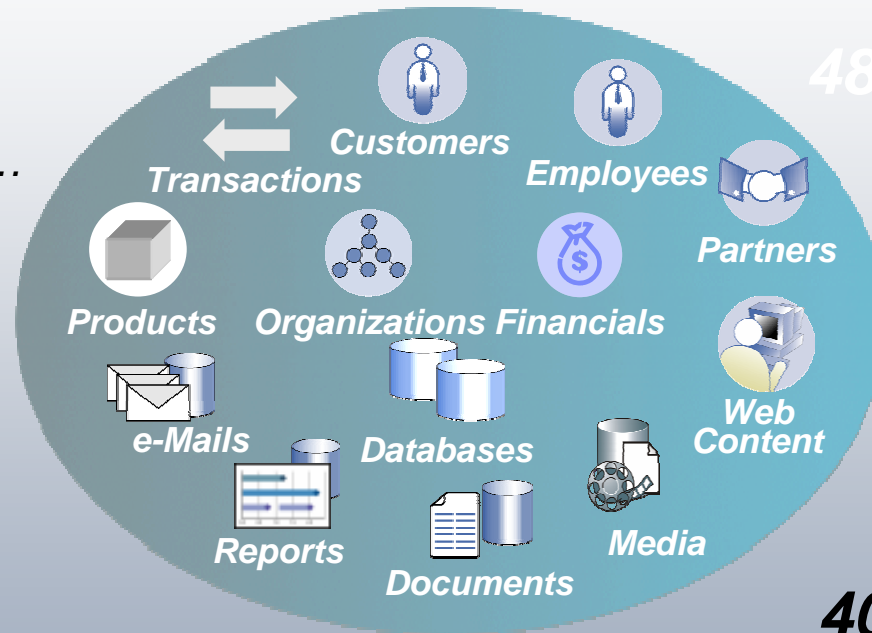 48
...
Customers
Transactions
Employees
Partners
Products
Organizations
Financials
$
e-Mails
Databases
Web
Content
Reports
Media
Documents
40